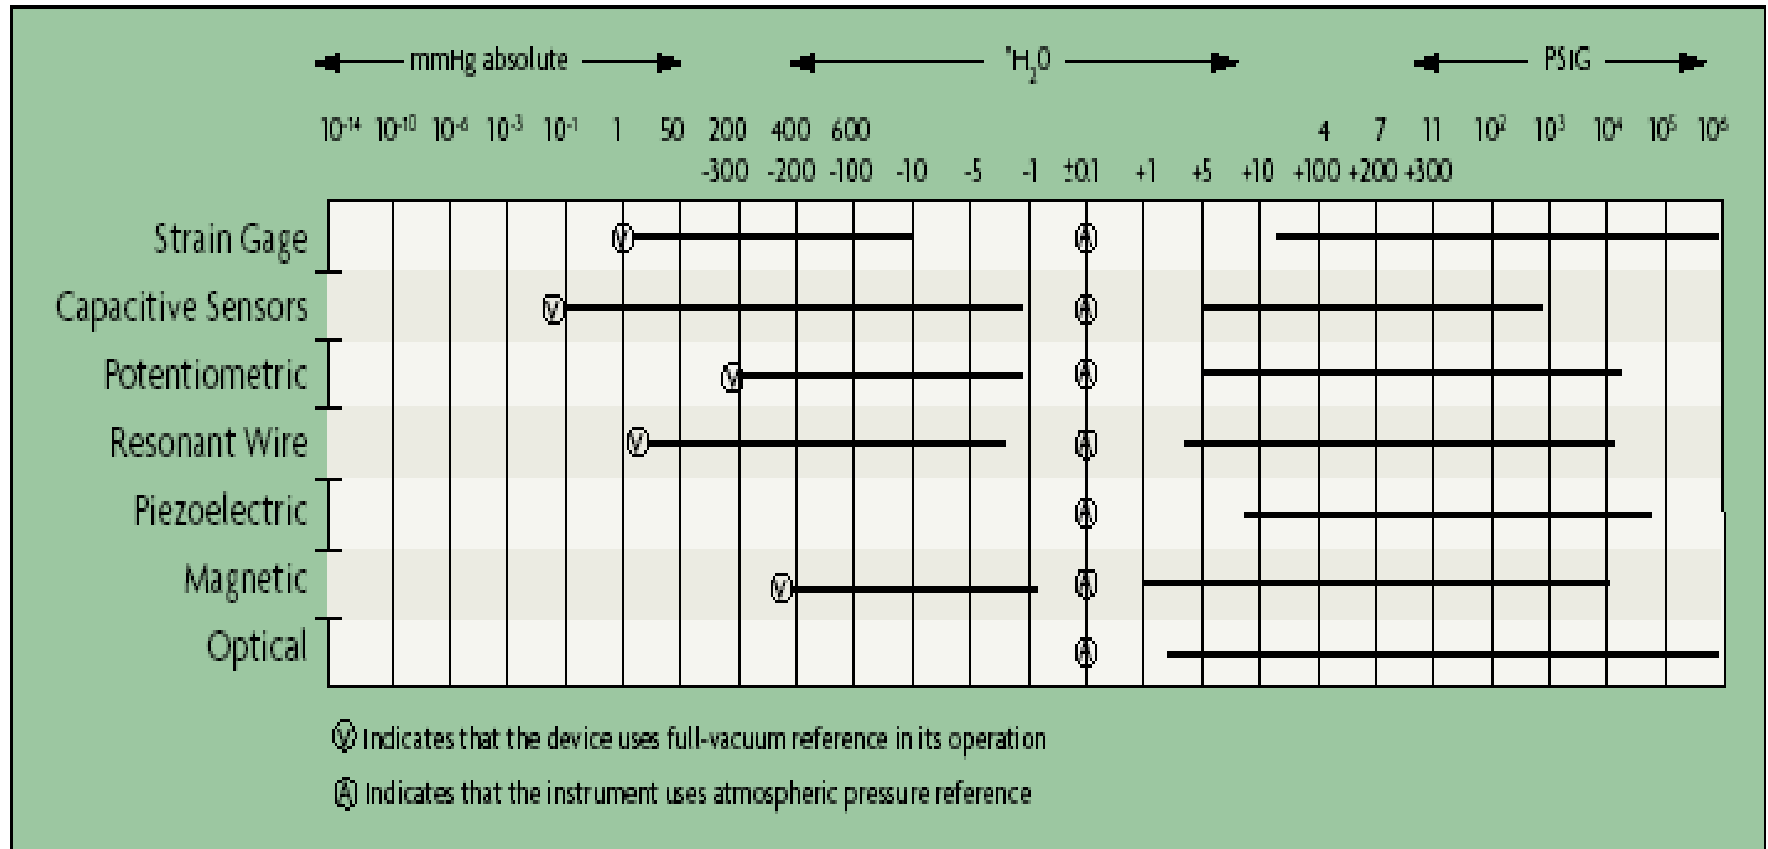 mmHg absolute "H₂O PSIG
10⁻¹⁴ 10⁻¹⁰ 10⁻⁶ 10⁻³ 10⁻¹ 1 50 200 400 600 4 7 11 10² 10³ 10⁴ 10⁵ 10⁶
-300 -200 -100 -10 -5 -1 ±0.1 +1 +5 +10 +100 +200 +300
Strain Gage V A
Capacitive Sensors V A
Potentiometric V A
Resonant Wire V A
Piezoelectric A
Magnetic V A
Optical A
V Indicates that the device uses full-vacuum reference in its operation
A Indicates that the instrument uses atmospheric pressure reference